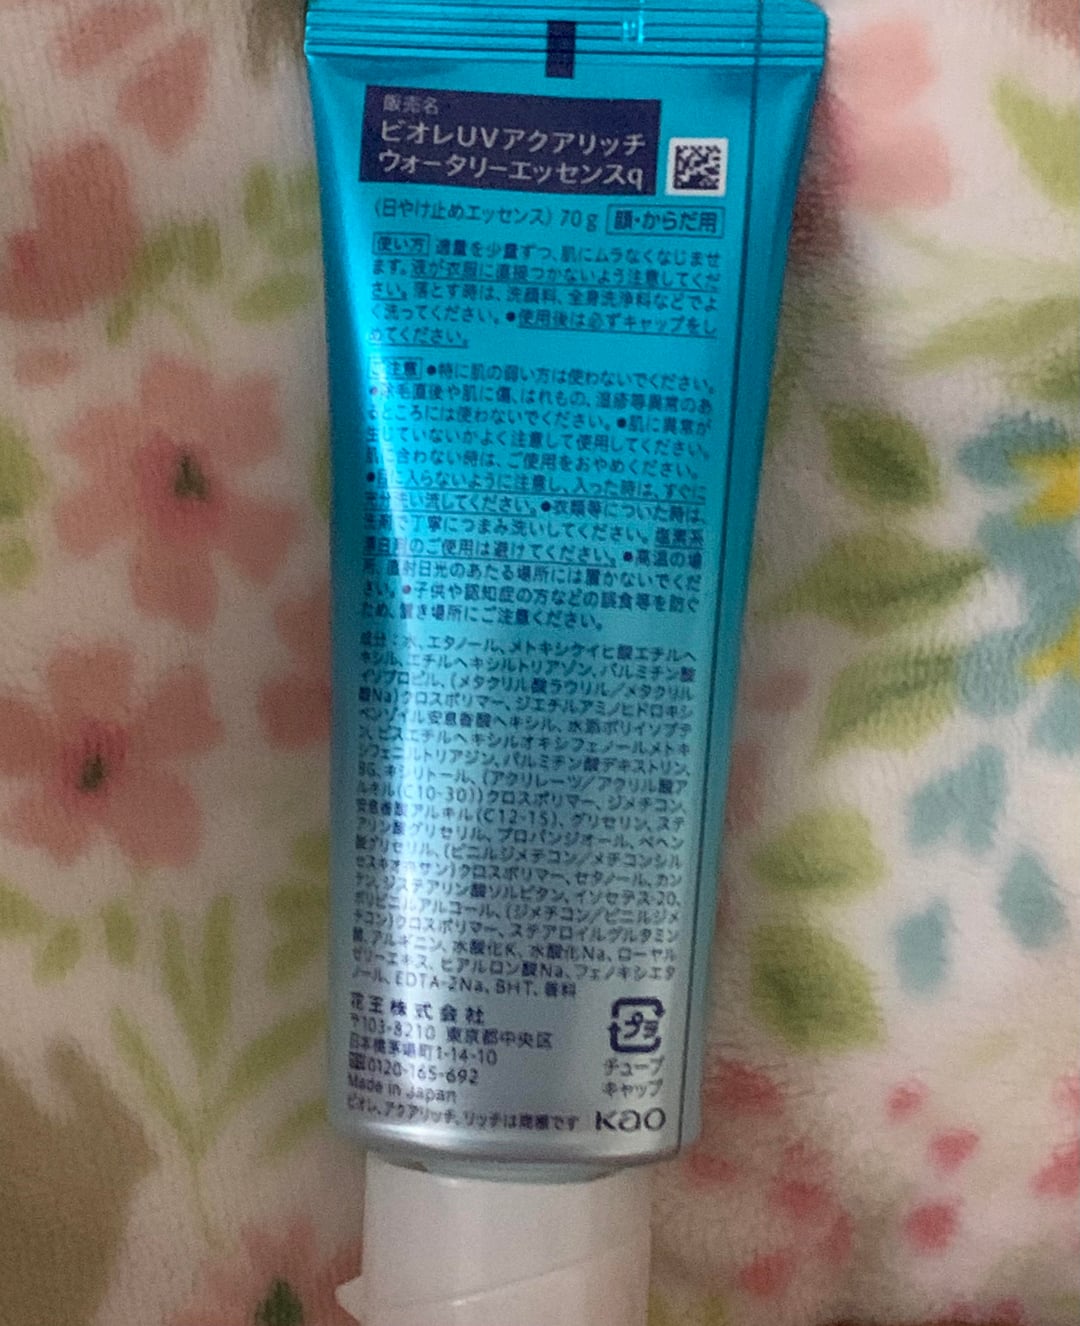 販売名
ビオレUVアクアリッチ
ウォータリーエッセンスq
(日やけ止めエッセンス) 70g 顔・からだ用
使い方 適量を少量ずつ、肌にムラなくなじませ
ます。液が衣服に直接つかないよう注意してくだ
さい。落とす時は、洗顔料、全身洗浄料などでよ
く洗ってください。●使用後は必ずキャップをし
めてください。
ご注意 ●特に肌の弱い方は使わないでください。
●除毛直後や肌に傷、はれもの、湿疹等異常のあ
るところには使わないでください。●肌に異常が
生じていないかよく注意して使用してください。
肌に合わない時は、ご使用をおやめください。
●目に入らないように注意し、入った時は、すぐに
充分洗い流してください。●衣類等についた時は、
洗剤で丁寧につまみ洗いしてください。塩素系
漂白剤のご使用は避けてください。●高温の場
所、直射日光のあたる場所には置かないでくだ
さい。●子供や認知症の方などの誤食等を防ぐ
ため、置き場所にご注意ください。
成分:水、エタノール、メトキシケイヒ酸エチルヘ
キシル、エチルヘキシルトリアゾン、パルミチン酸
イソプロピル、(メタクリル酸ラウリル/メタクリル
酸Na)クロスポリマー、ジエチルアミノヒドロキシ
ベンゾイル安息香酸ヘキシル、水添ポリイソブテ
ン、ビスエチルヘキシルオキシフェノールメトキ
シフェニルトリアジン、パルミチン酸デキストリン、
BG、キシリトール、(アクリレーツ/アクリル酸ア
ルキル(C10-30))クロスポリマー、ジメチコン、
安息香酸アルキル(C12-15)、グリセリン、ステ
アリン酸グリセリル、プロパンジオール、ベヘン
酸グリセリル、(ビニルジメチコン/メチコンシル
セスキオキサン)クロスポリマー、セタノール、カン
テン、ジステアリン酸ソルビタン、イソセテス-20、
ポリビニルアルコール、(ジメチコン/ビニルジメ
チコン)クロスポリマー、ステアロイルグルタミン
酸、アルギニン、水酸化K、水酸化Na、ローヤル
ゼリーエキス、ヒアルロン酸Na、フェノキシエタ
ノール、EDTA-2Na、BHT、香料
花王株式会社
〒103-8210 東京都中央区
日本橋茅場町1-14-10
0120-165-692
Made in Japan
ビオレ、アクアリッチ、リッチは商標です
プラ
チューブ
キャップ
Kao